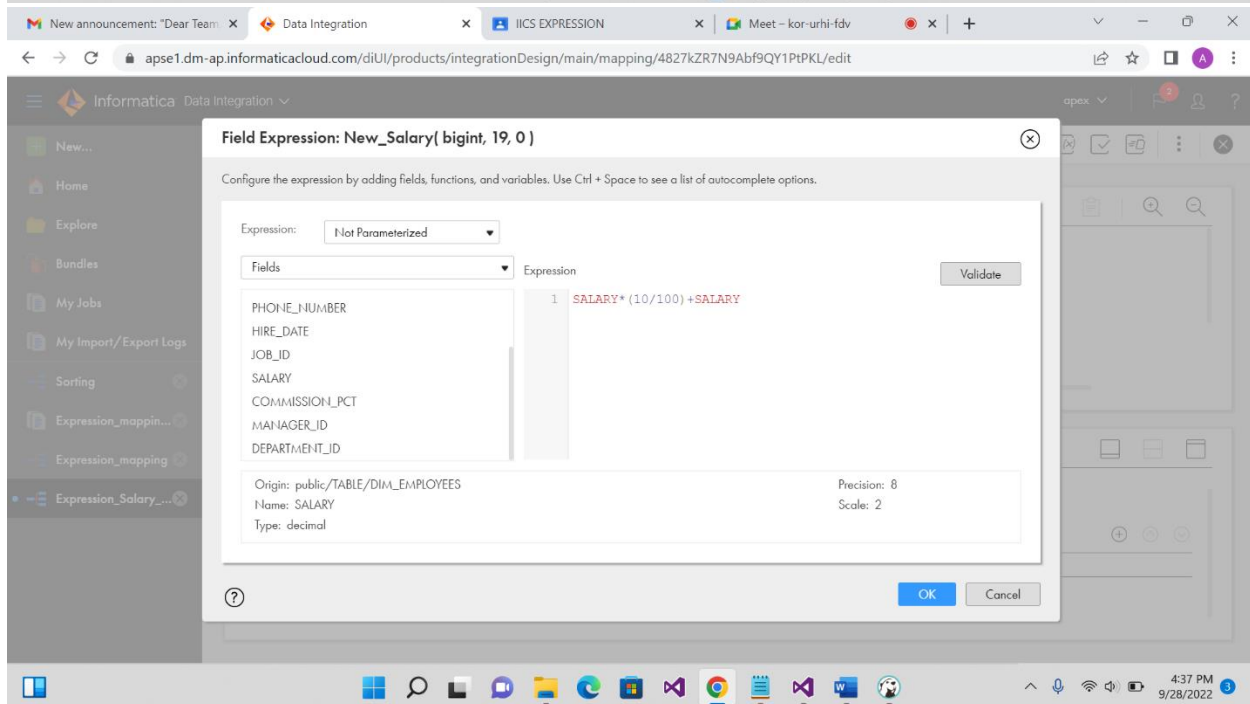 New announcement: "Dear Team
Data Integration
IICS EXPRESSION
Meet – kor-urhi-fdv
apse1.dm-ap.informaticacloud.com/diUI/products/integrationDesign/main/mapping/4827kZR7N9Abf9QY1PtPKL/edit
A
Informatica Data Integration
apex
2
?
New...
Home
Explore
Bundles
My Jobs
My Import/Export Logs
Sorting
Expression_mappin...
Expression_mapping
Expression_Salary_...
Field Expression: New_Salary( bigint, 19, 0 )
Configure the expression by adding fields, functions, and variables. Use Ctrl + Space to see a list of autocomplete options.
Expression: Not Parameterized
Fields
Expression
Validate
1 SALARY*(10/100)+SALARY
PHONE_NUMBER
HIRE_DATE
JOB_ID
SALARY
COMMISSION_PCT
MANAGER_ID
DEPARTMENT_ID
Origin: public/TABLE/DIM_EMPLOYEES
Precision: 8
Name: SALARY
Scale: 2
Type: decimal
?
OK
Cancel
4:37 PM
9/28/2022
3